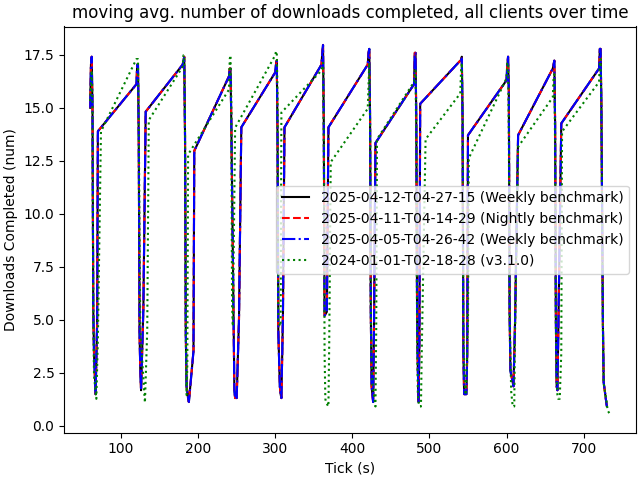 moving avg. number of downloads completed, all clients over time
Downloads Completed (num)
17.5
15.0
12.5
10.0
7.5
5.0
2.5
0.0
2025-04-12-T04-27-15 (Weekly benchmark)
2025-04-11-T04-14-29 (Nightly benchmark)
2025-04-05-T04-26-42 (Weekly benchmark)
2024-01-01-T02-18-28 (v3.1.0)
100 200 300 400 500 600 700
Tick (s)